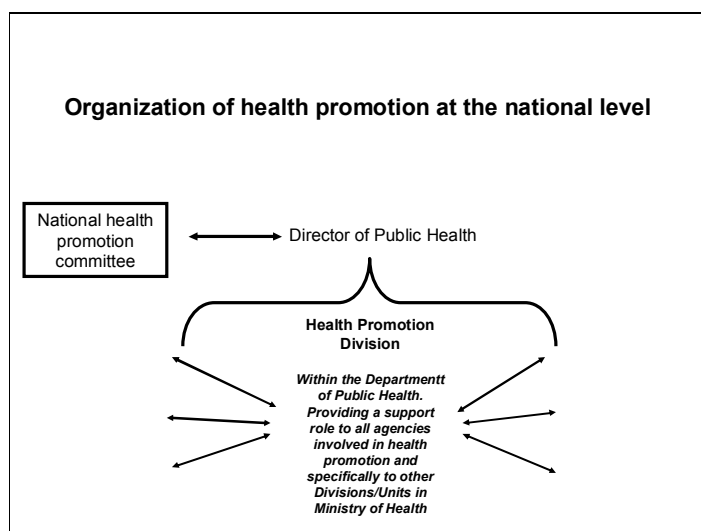 Organization of health promotion at the national level
National health
promotion
committee
Director of Public Health
Health Promotion
Division
Within the Departmentt
of Public Health.
Providing a support
role to all agencies
involved in health
promotion and
specifically to other
Divisions/Units in
Ministry of Health